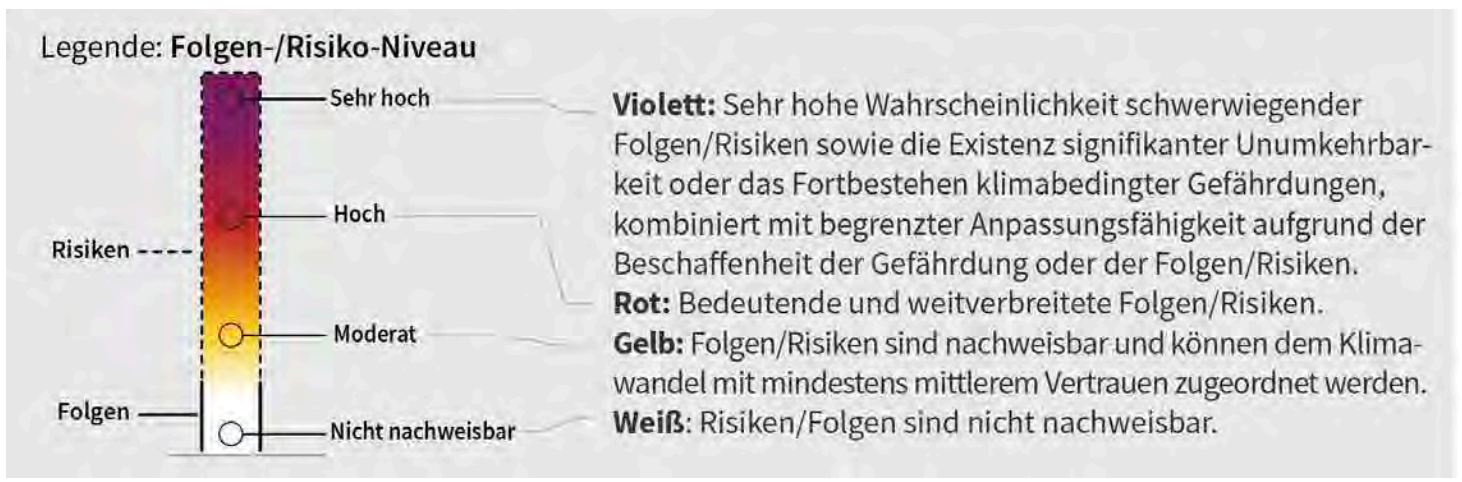 Legende: Folgen-/Risiko-Niveau
Sehr hoch
Hoch
Risiken
Moderat
Folgen
Nicht nachweisbar
Violett: Sehr hohe Wahrscheinlichkeit schwerwiegender
Folgen/Risiken sowie die Existenz signifikanter Unumkehrbar-
keit oder das Fortbestehen klimabedingter Gefährdungen,
kombiniert mit begrenzter Anpassungsfähigkeit aufgrund der
Beschaffenheit der Gefährdung oder der Folgen/Risiken.
Rot: Bedeutende und weitverbreitete Folgen/Risiken.
Gelb: Folgen/Risiken sind nachweisbar und können dem Klima-
wandel mit mindestens mittlerem Vertrauen zugeordnet werden.
Weiß: Risiken/Folgen sind nicht nachweisbar.